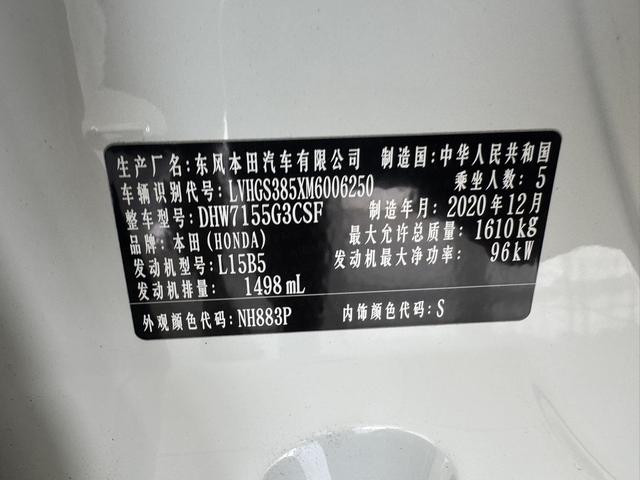 生产厂名:东风本田汽车有限公司 制造国:中华人民共和国
车辆识别代号:LVHGS385XM6006250 乘坐人数:5
整车型号:DHW7155G3CSF 制造年月:2020年12月
品牌:本田(HONDA) 最大允许总质量:1610kg
发动机型号:L15B5 发动机最大净功率:96kW
发动机排量:1498mL
外观颜色代码:NH883P 内饰颜色代码:S